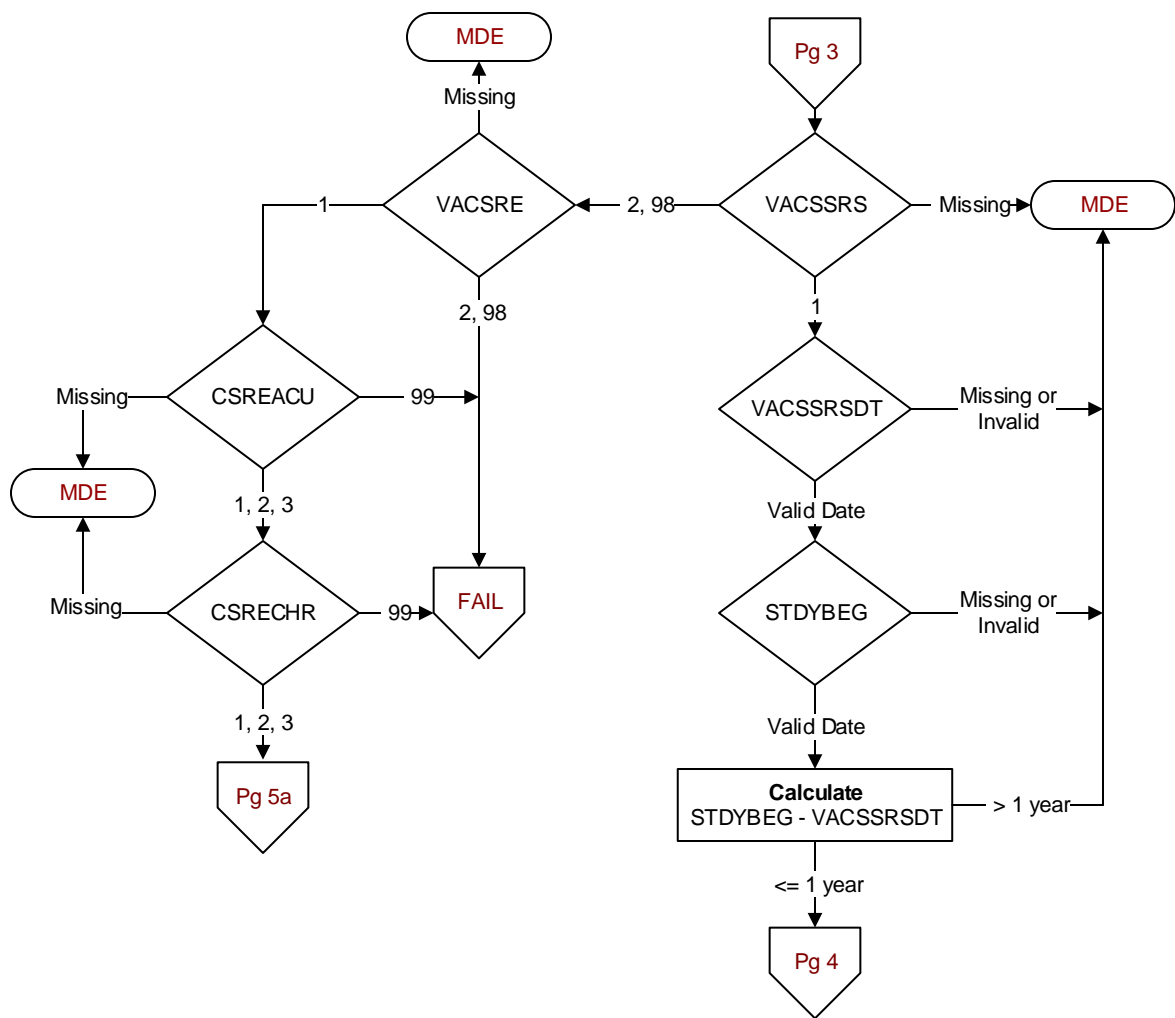 MDE
Pg 3
Missing
1
VACSRE
2, 98
VACSSRS
Missing
MDE
2, 98
1
CSREACU
Missing
99
VACSSRSDT
Missing or
Invalid
MDE
1, 2, 3
Valid Date
CSRECHR
Missing
99
FAIL
STDYBEG
Missing or
Invalid
1, 2, 3
Valid Date
Pg 5a
Calculate
STDYBEG - VACSSRSDT
> 1 year
<= 1 year
Pg 4